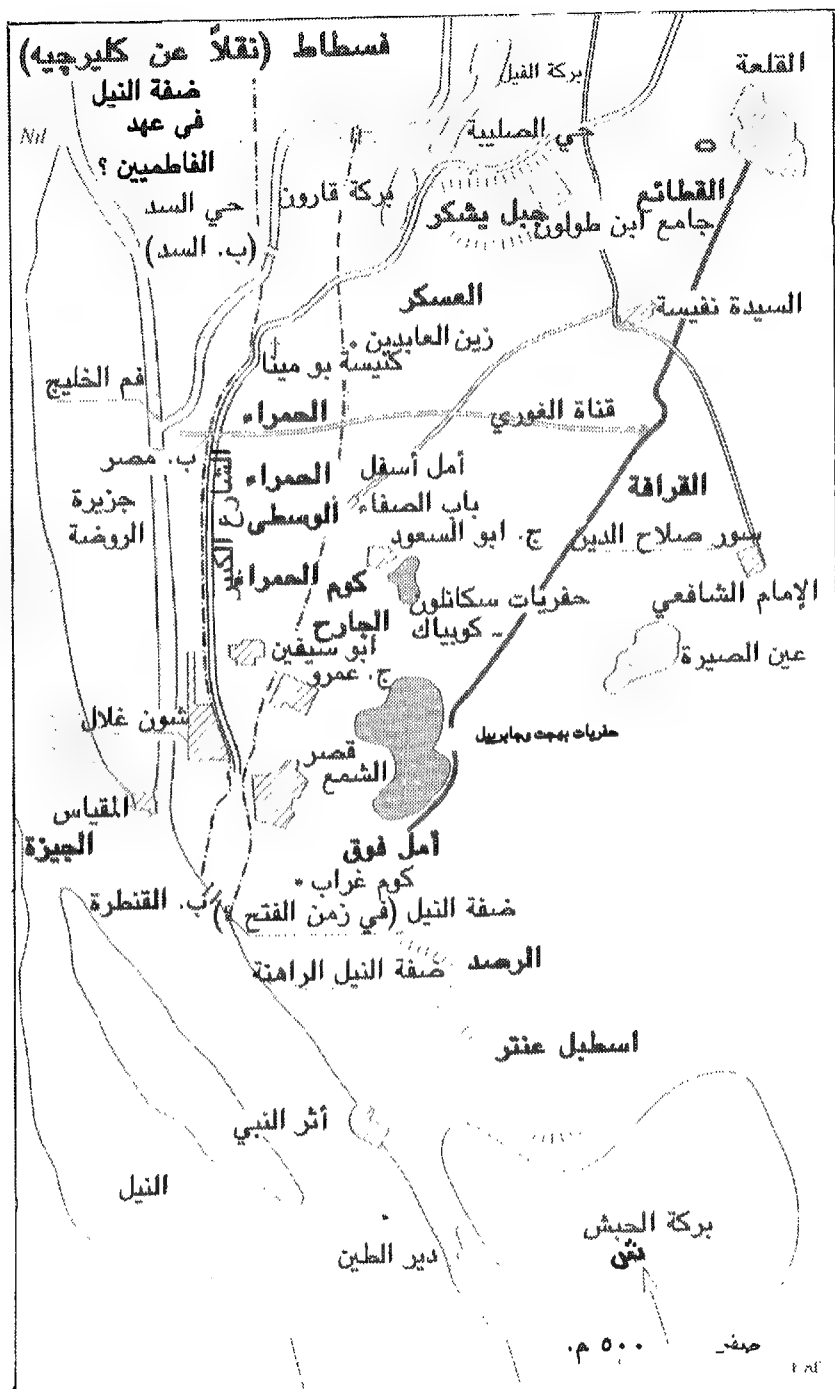 فسطاط (نقلاً عن كليرجيه)
القلعة
بركة الفيل
ضفة النيل
في عهد
الفاطميين ؟
Nil
حي الصليبية
القطائع
جامع ابن طولون
جبل يشكر
بركة قارون
حي السد
(ب. السد)
العسكر
السيدة نفيسة
زين العابدين
كنيسة بو مينا
فم الخليج
قناة الغوري
الحمراء
ب. مصر
الشارع الكبير
جزيرة
الروضة
الحمراء
الوسطى
أمل أسفل
باب الصفاء
القرافة
سور صلاح الدين
ج. ابو السعود
الحمراء
كوم
الجارح
حفريات سكانلون
- كوبياك
الإمام الشافعي
عين الصيرة
ابو سيفين
ج. عمرو
شون غلال
قصر
الشمع
حفريات بهجت وجابرييل
المقياس
الجيزة
أمل فوق
كوم غراب
ب. القنطرة
ضفة النيل (في زمن الفتح ؟)
الرصد
ضفة النيل الراهنة
اسطبل عنتر
أثر النبي
النيل
بركة الحبش
ش
دير الطين
صفر ٥٠٠ م.